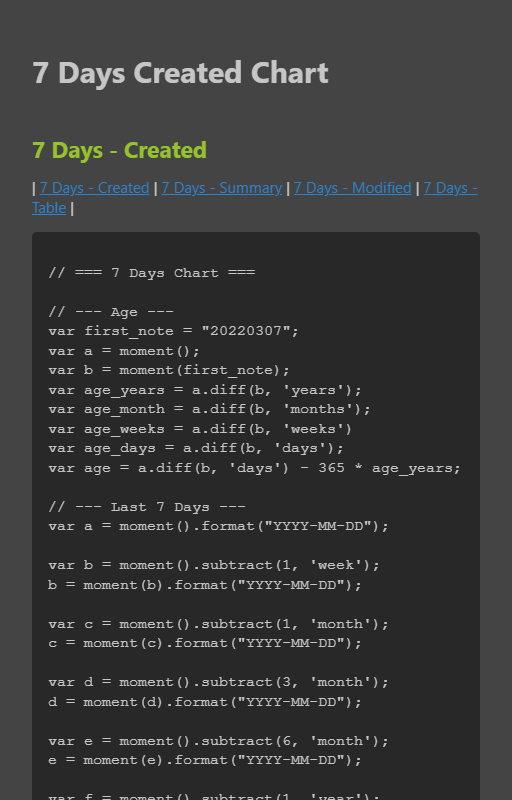 7 Days Created Chart
7 Days - Created
| 7 Days - Created | 7 Days - Summary | 7 Days - Modified | 7 Days -
Table |
// === 7 Days Chart ===
// --- Age ---
var first_note = "20220307";
var a = moment();
var b = moment(first_note);
var age_years = a.diff(b, 'years');
var age_month = a.diff(b, 'months');
var age_weeks = a.diff(b, 'weeks')
var age_days = a.diff(b, 'days');
var age = a.diff(b, 'days') - 365 * age_years;
// --- Last 7 Days ---
var a = moment().format("YYYY-MM-DD");
var b = moment().subtract(1, 'week');
b = moment(b).format("YYYY-MM-DD");
var c = moment().subtract(1, 'month');
c = moment(c).format("YYYY-MM-DD");
var d = moment().subtract(3, 'month');
d = moment(d).format("YYYY-MM-DD");
var e = moment().subtract(6, 'month');
e = moment(e).format("YYYY-MM-DD");
var f = moment().subtract(1, 'year');